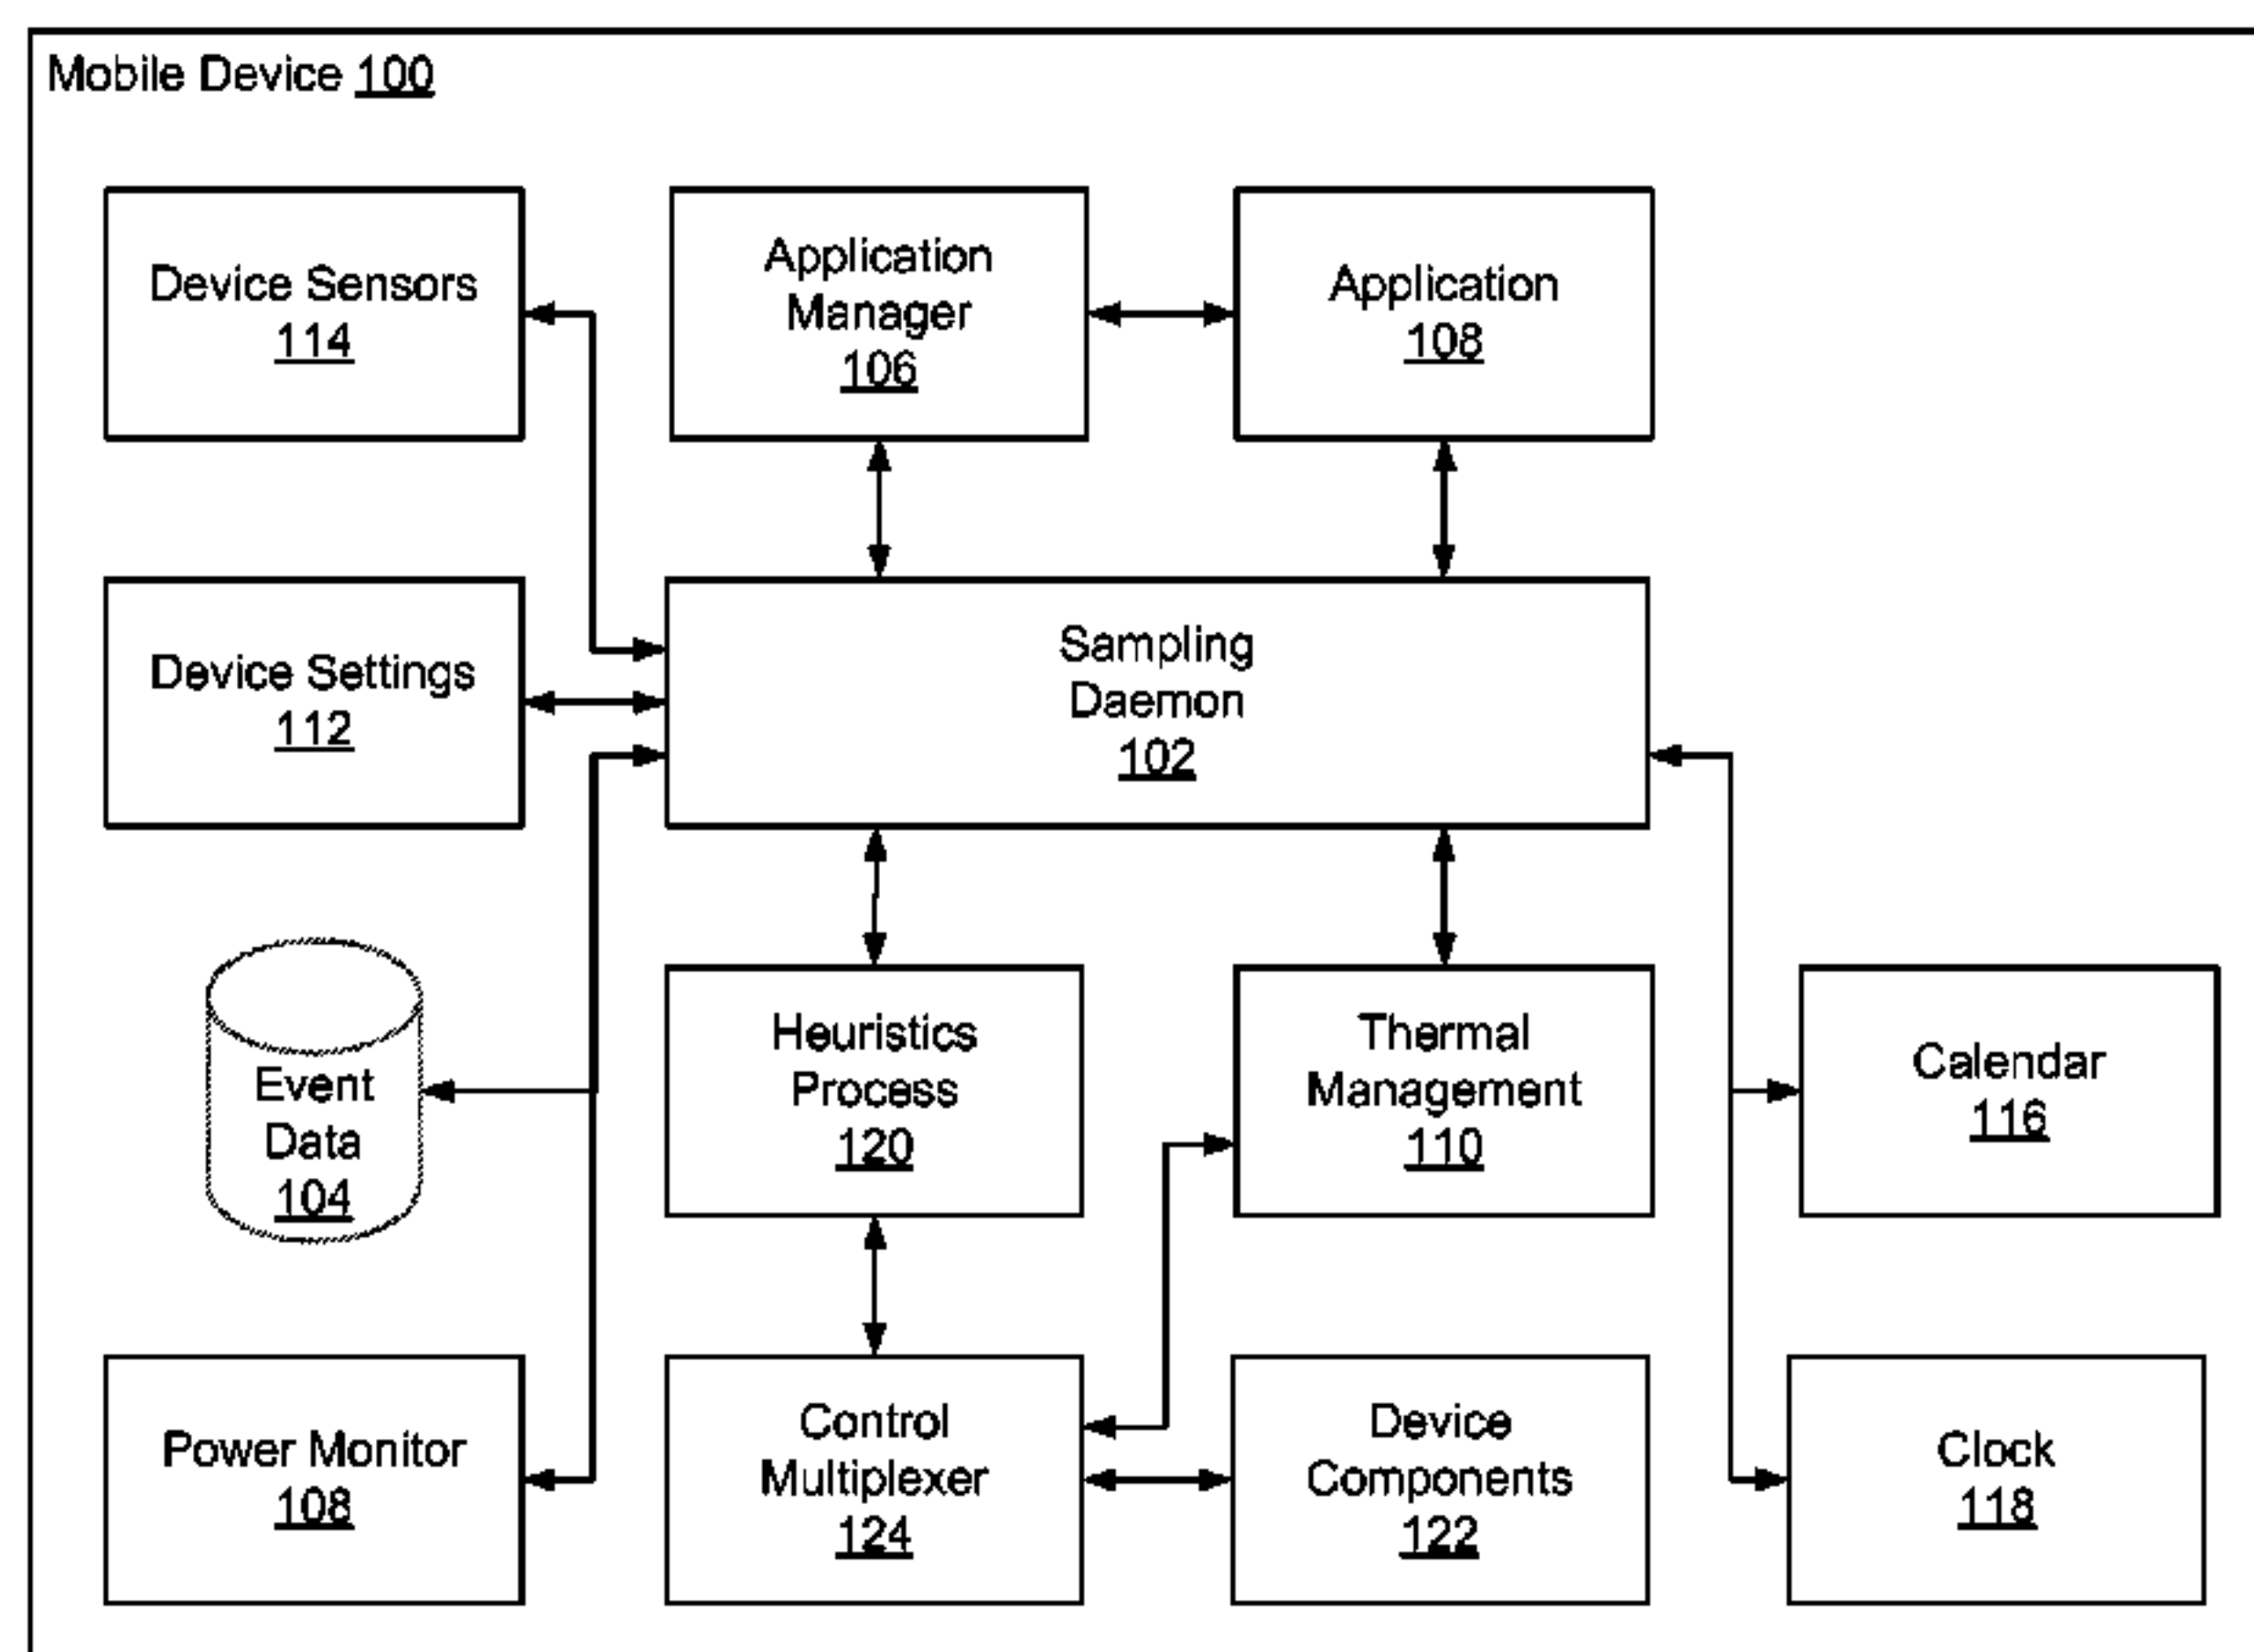 Mobile Device 100
Device Sensors
114
Application
Manager
106
Application
108
Device Settings
112
Sampling
Daemon
102
Event
Data
104
Heuristics
Process
120
Thermal
Management
110
Calendar
116
Power Monitor
108
Control
Multiplexer
124
Device
Components
122
Clock
118